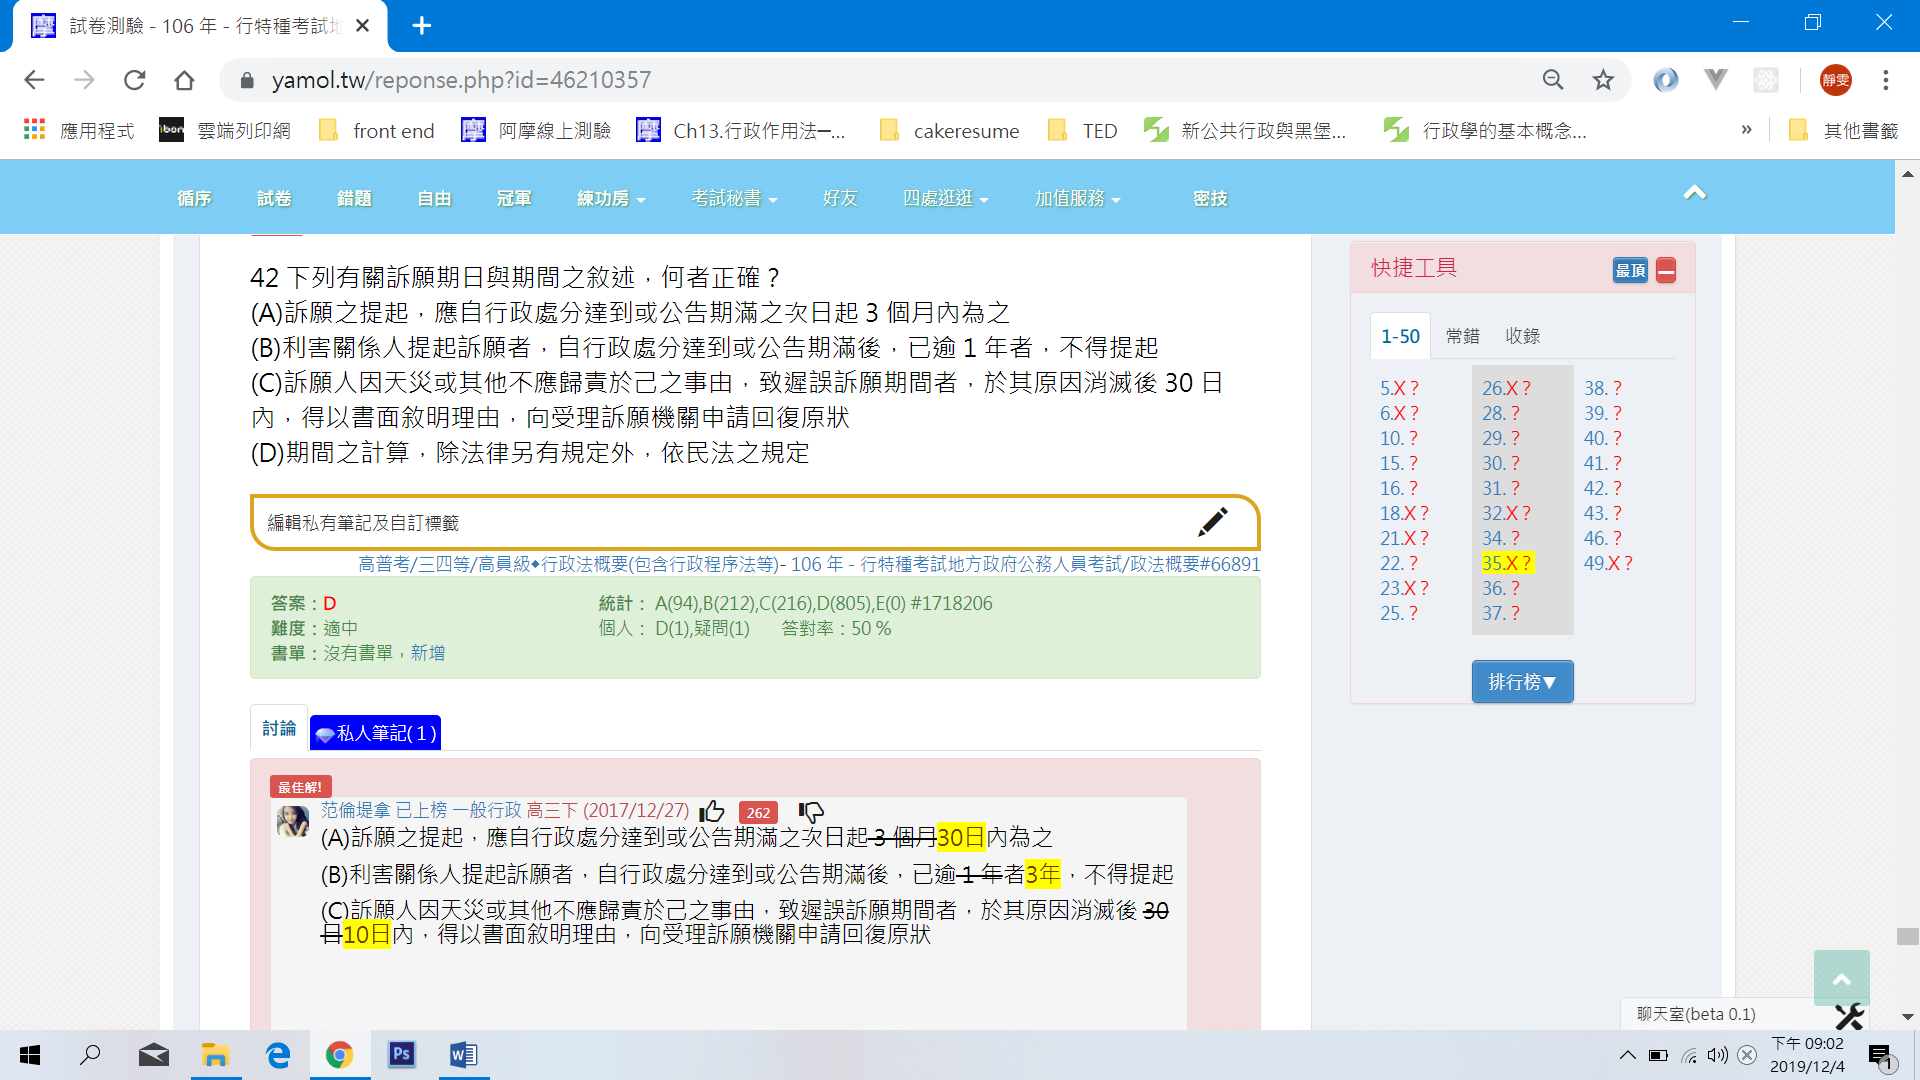 試卷測驗 - 106 年 - 行特種考試地
yamol.tw/reponse.php?id=46210357
靜雯
應用程式
ibon
雲端列印網
front end
阿摩線上測驗
Ch13.行政作用法一...
cakeresume
TED
新公共行政與黑堡...
行政學的基本概念...
»
其他書籤
循序 試卷 錯題 自由 冠軍 練功房 考試秘書 好友 四處逛逛 加值服務 密技
42 下列有關訴願期日與期間之敘述，何者正確？
(A)訴願之提起，應自行政處分達到或公告期滿之次日起 3 個月內為之
(B)利害關係人提起訴願者，自行政處分達到或公告期滿後，已逾 1 年者，不得提起
(C)訴願人因天災或其他不應歸責於己之事由，致遲誤訴願期間者，於其原因消滅後 30 日
內，得以書面敘明理由，向受理訴願機關申請回復原狀
(D)期間之計算，除法律另有規定外，依民法之規定
編輯私有筆記及自訂標籤
高普考/三四等/高員級◆行政法概要(包含行政程序法等)- 106 年 - 行特種考試地方政府公務人員考試/政法概要#66891
答案：D
統計： A(94),B(212),C(216),D(805),E(0) #1718206
難度：適中
個人： D(1),疑問(1) 答對率：50 %
書單：沒有書單，新增
討論
私人筆記( 1 )
最佳解!
范倫堤拿 已上榜 一般行政 高三下 (2017/12/27)
262
(A)訴願之提起，應自行政處分達到或公告期滿之次日起 3 個月30日內為之
(B)利害關係人提起訴願者，自行政處分達到或公告期滿後，已逾 1 年者3年，不得提起
(C)訴願人因天災或其他不應歸責於己之事由，致遲誤訴願期間者，於其原因消滅後 30
日10日內，得以書面敘明理由，向受理訴願機關申請回復原狀
快捷工具
最頂
1-50 常錯 收錄
5.X ?
6.X ?
10. ?
15. ?
16. ?
18.X ?
21.X ?
22. ?
23.X ?
25. ?
26.X ?
28. ?
29. ?
30. ?
31. ?
32.X ?
34. ?
35.X ?
36. ?
37. ?
38. ?
39. ?
40. ?
41. ?
42. ?
43. ?
46. ?
49.X ?
排行榜▼
聊天室(beta 0.1)
Ps
下午 09:02
2019/12/4
1